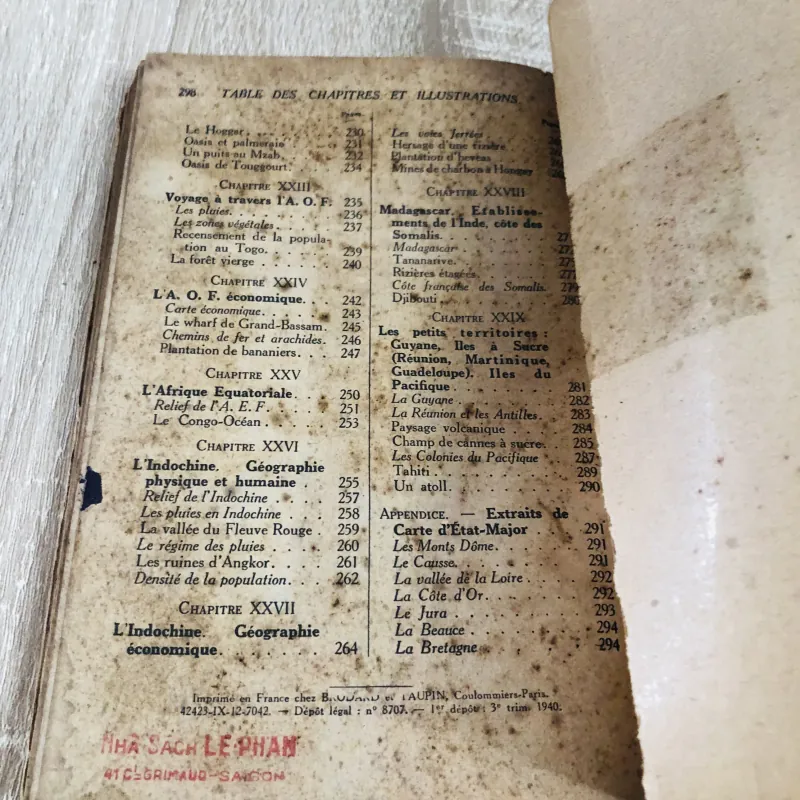 298 TABLE DES CHAPITRES ET ILLUSTRATIONS
Pages
Le Hoggar. . . . . . . . 230
Oasis et palmeraie 231
Un puits au Mzab. . . . 232
Oasis de Touggourt. . . . 234
CHAPITRE XXIII
Voyage à travers l'A. O. F. 235
Les pluies. . . . . . . . 236
Les zones végétales . . . . 237
Recensement de la popula-
tion au Togo. . . . . . 239
La forêt vierge . . . . . 240
CHAPITRE XXIV
L'A. O. F. économique. . . 242
Carte économique. . . . . 243
Le wharf de Grand-Bassam. 245
Chemins de fer et arachides. 246
Plantation de bananiers. . . 247
CHAPITRE XXV
L'Afrique Equatoriale. . . 250
Relief de l'A. E. F. . . . . 251
Le Congo-Océan. . . . . 253
CHAPITRE XXVI
L'Indochine. Géographie
physique et humaine . 255
Relief de l'Indochine . . . . 257
Les pluies en Indochine . . . 258
La vallée du Fleuve Rouge . 259
Le régime des pluies . . . . 260
Les ruines d'Angkor. . . . 261
Densité de la population. . . 262
CHAPITRE XXVII
L'Indochine. Géographie
économique. . . . . . . 264
Les voies ferrées
Hersage d'une rizière
Plantation d'hévéas
Mines de charbon à Hongay
CHAPITRE XXVIII
Madagascar. Etablisse-
ments de l'Inde, côte des
Somalis. . . . . . . .
Madagascar . . . . . .
Tananarive. . . . . . .
Rizières étagées. . . . .
Côte française des Somalis.
Djibouti . . . . . . . 280
CHAPITRE XXIX
Les petits territoires :
Guyane, Iles à Sucre
(Réunion, Martinique,
Guadeloupe). Iles du
Pacifique . . . . . . . 281
La Guyane . . . . . . . 282
La Réunion et les Antilles. . 283
Paysage volcanique . . . . 284
Champ de cannes à sucre. . 285
Les Colonies du Pacifique . . 287
Tahiti . . . . . . . . . 289
Un atoll. . . . . . . . 290
APPENDICE. — Extraits de
Carte d'État-Major . . . 291
Les Monts Dôme. . . . . 291
Le Causse. . . . . . . . 291
La vallée de la Loire . . . . 292
La Côte d'Or. . . . . . . 292
Le Jura . . . . . . . . 293
La Beauce . . . . . . . 294
La Bretagne . . . . . . . 294
Imprimé en France chez BRODARD et TAUPIN, Coulommiers-Paris.
42423-IX-12-7042. — Dépôt légal : n° 8707. — 1er dépôt : 3e trim. 1940.
NHÀ SÁCH LÊ-PHAN
41 CL GRIMAUD-SAIGON